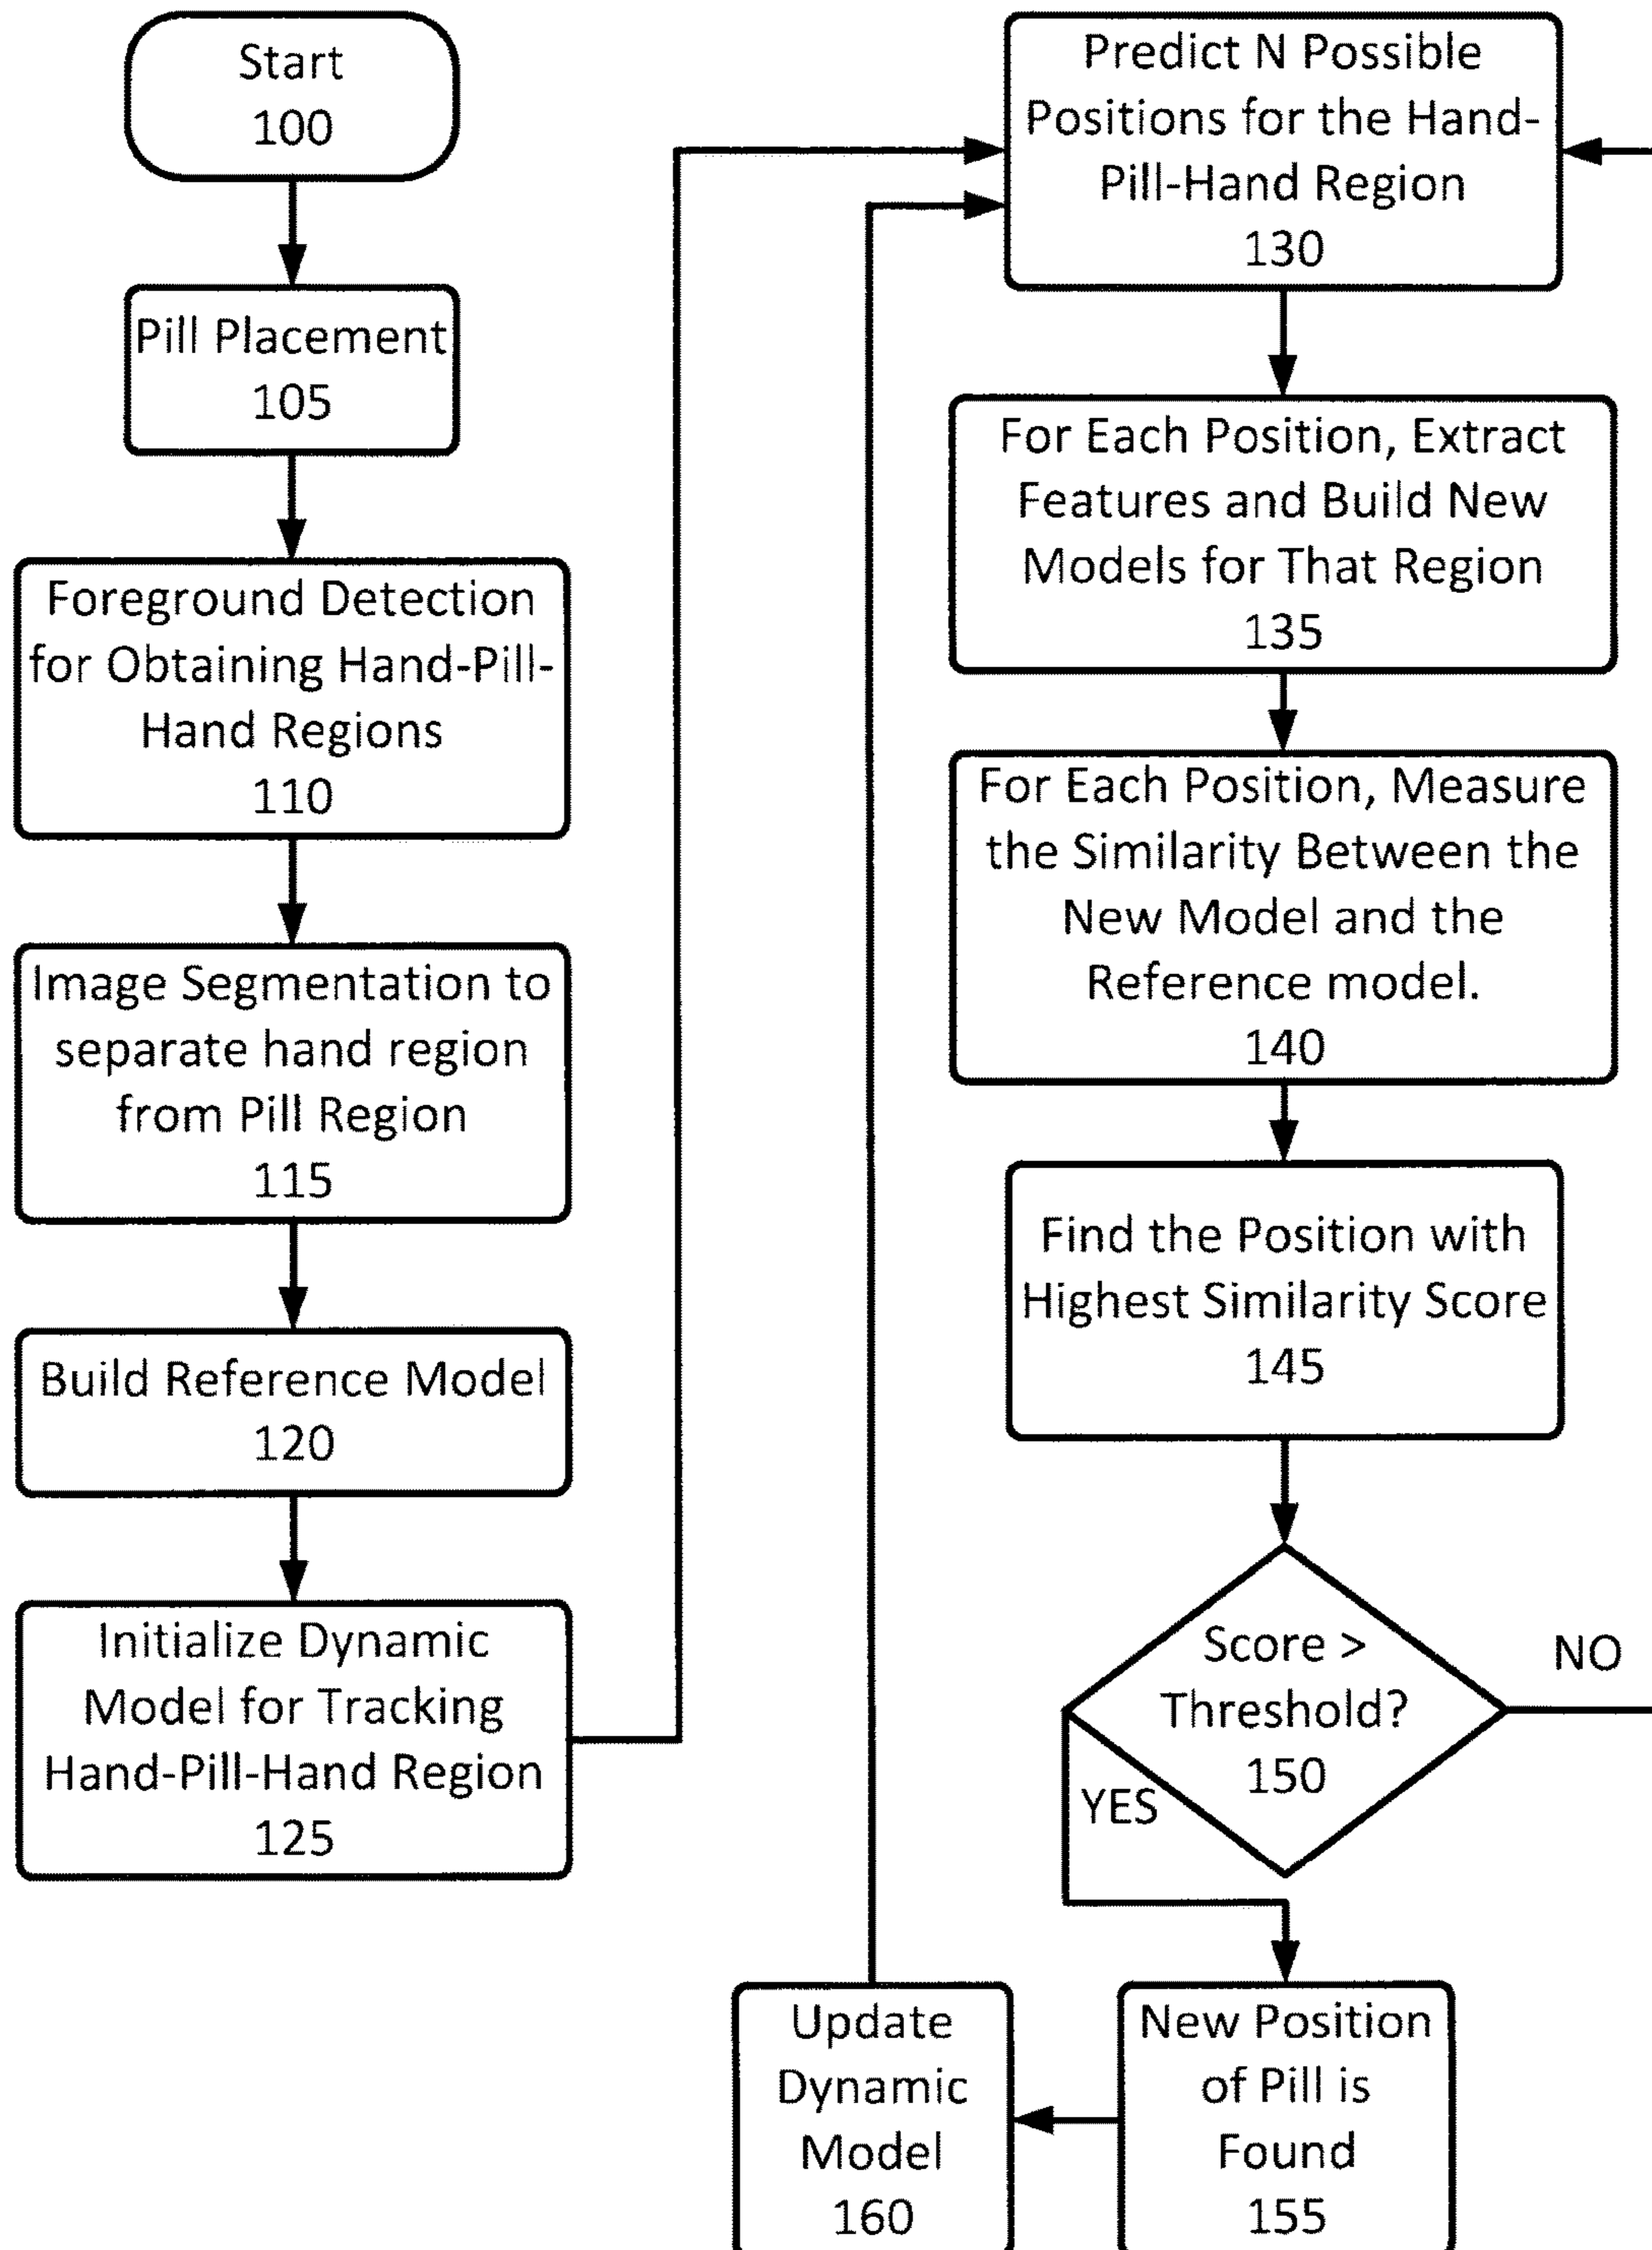 Start
100
Pill Placement
105
Foreground Detection
for Obtaining Hand-Pill-
Hand Regions
110
Image Segmentation to
separate hand region
from Pill Region
115
Build Reference Model
120
Initialize Dynamic
Model for Tracking
Hand-Pill-Hand Region
125
Predict N Possible
Positions for the Hand-
Pill-Hand Region
130
For Each Position, Extract
Features and Build New
Models for That Region
135
For Each Position, Measure
the Similarity Between the
New Model and the
Reference model.
140
Find the Position with
Highest Similarity Score
145
Score >
Threshold?
150
NO
YES
New Position
of Pill is
Found
155
Update
Dynamic
Model
160